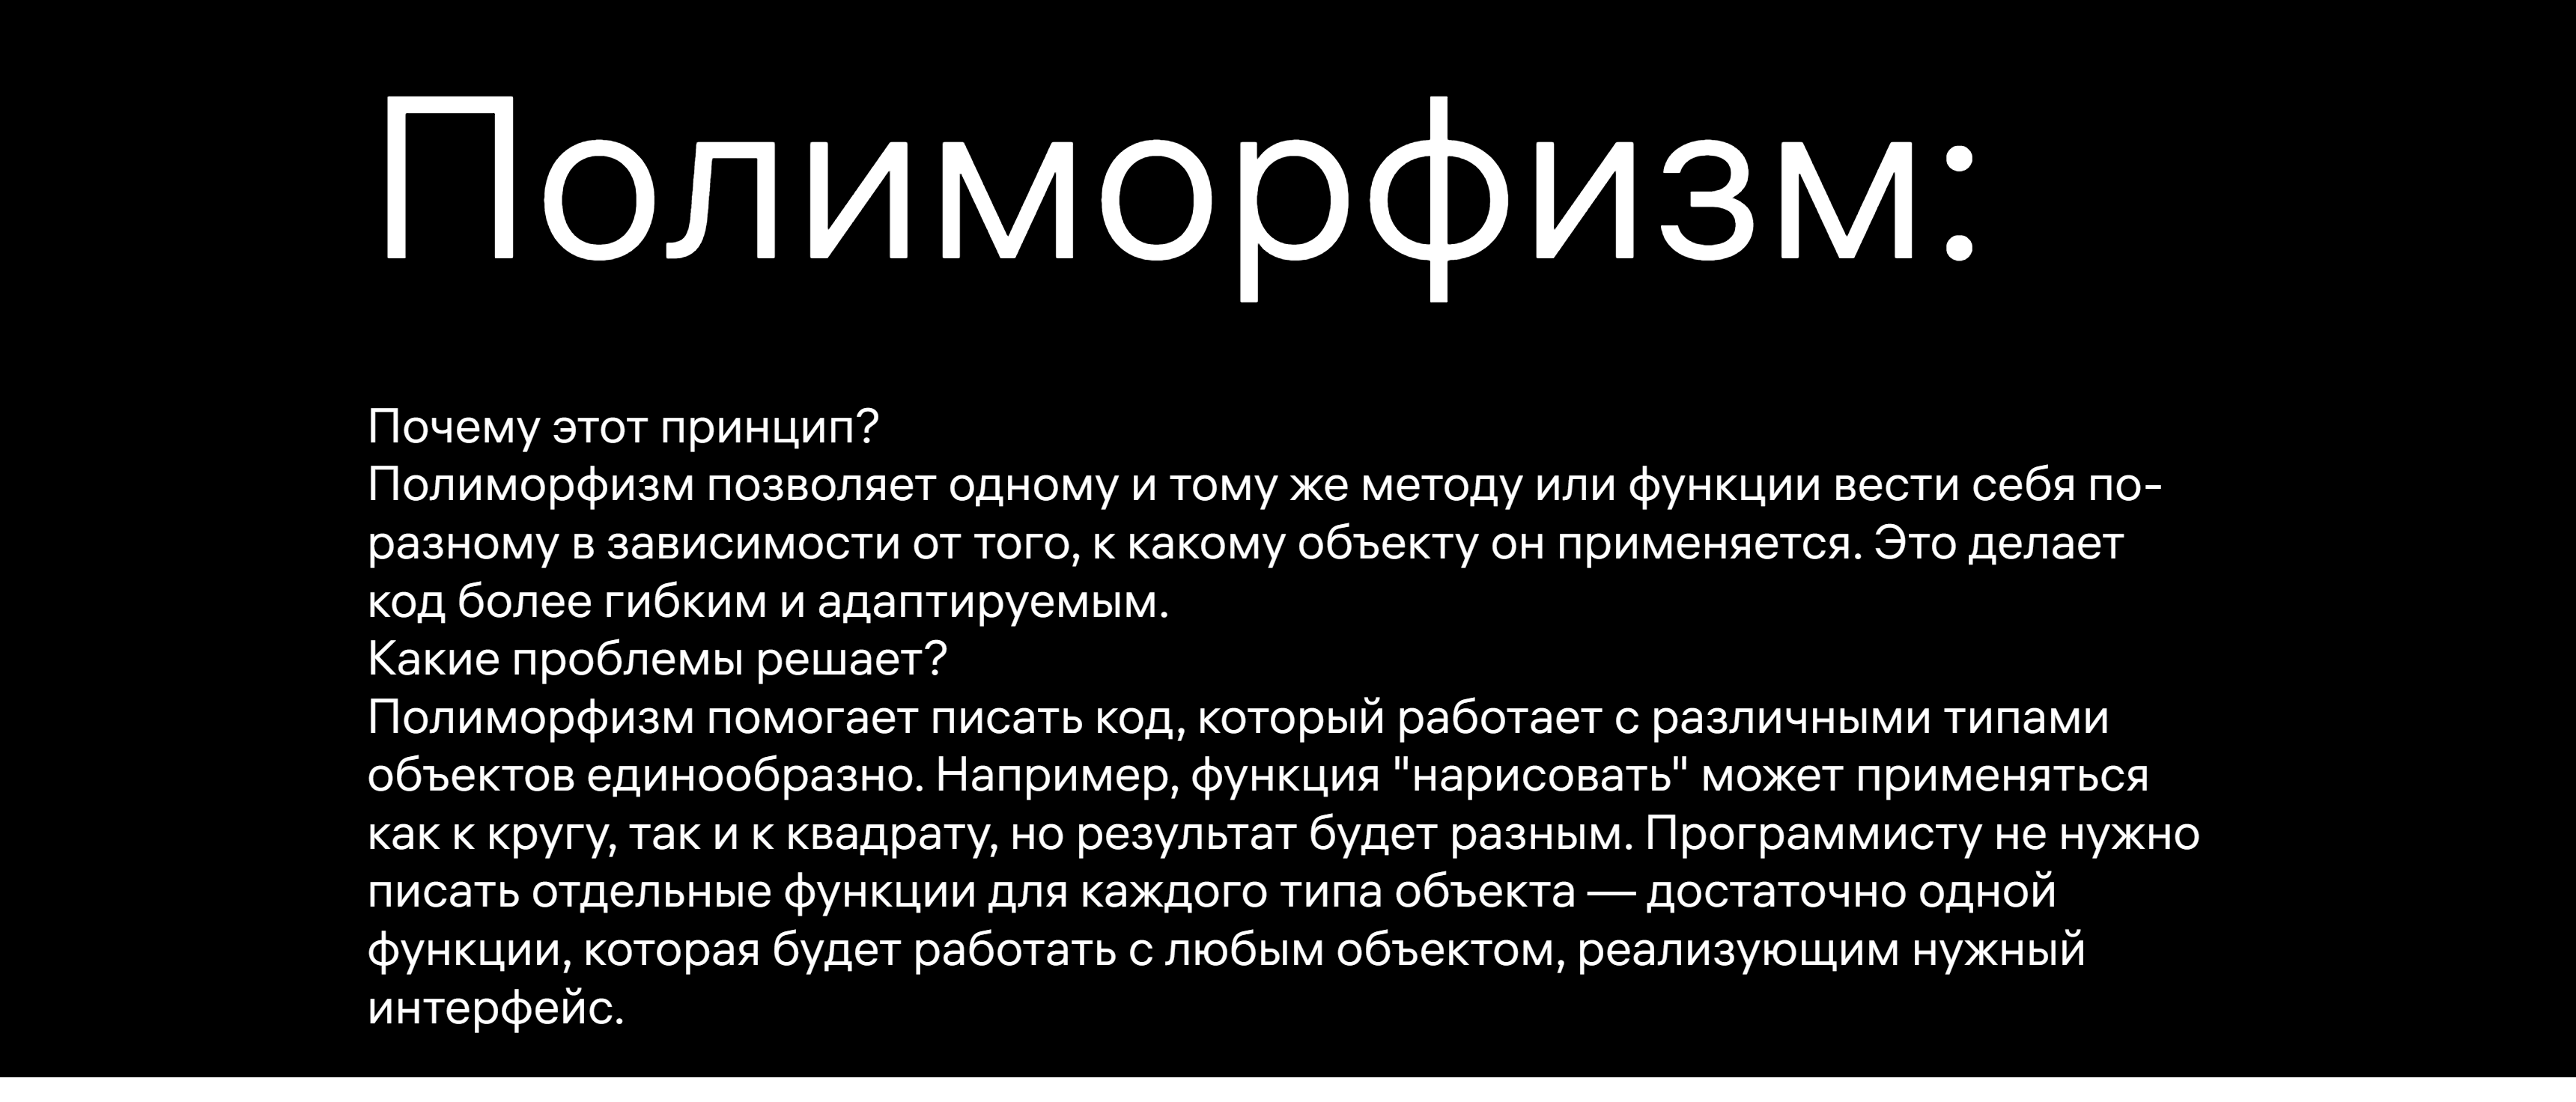 Полиморфизм:
Почему этот принцип?
Полиморфизм позволяет одному и тому же методу или функции вести себя по-
разному в зависимости от того, к какому объекту он применяется. Это делает
код более гибким и адаптируемым.
Какие проблемы решает?
Полиморфизм помогает писать код, который работает с различными типами
объектов единообразно. Например, функция "нарисовать" может применяться
как к кругу, так и к квадрату, но результат будет разным. Программисту не нужно
писать отдельные функции для каждого типа объекта — достаточно одной
функции, которая будет работать с любым объектом, реализующим нужный
интерфейс.